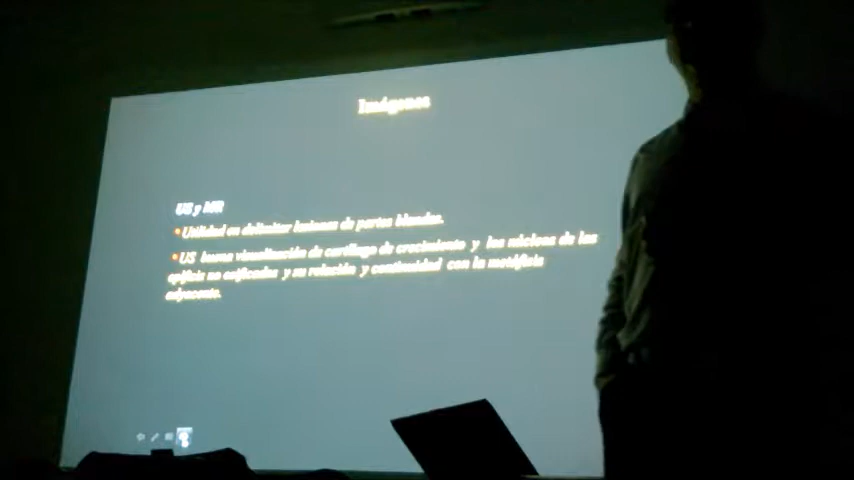 Imágenes
US y MR
Utilidad en delimitar lesiones de partes blandas.
US buena visualización de cartílago de crecimiento y los núcleos de las
epífisis no osificadas y su relación y continuidad con la metáfisis
adyacente.